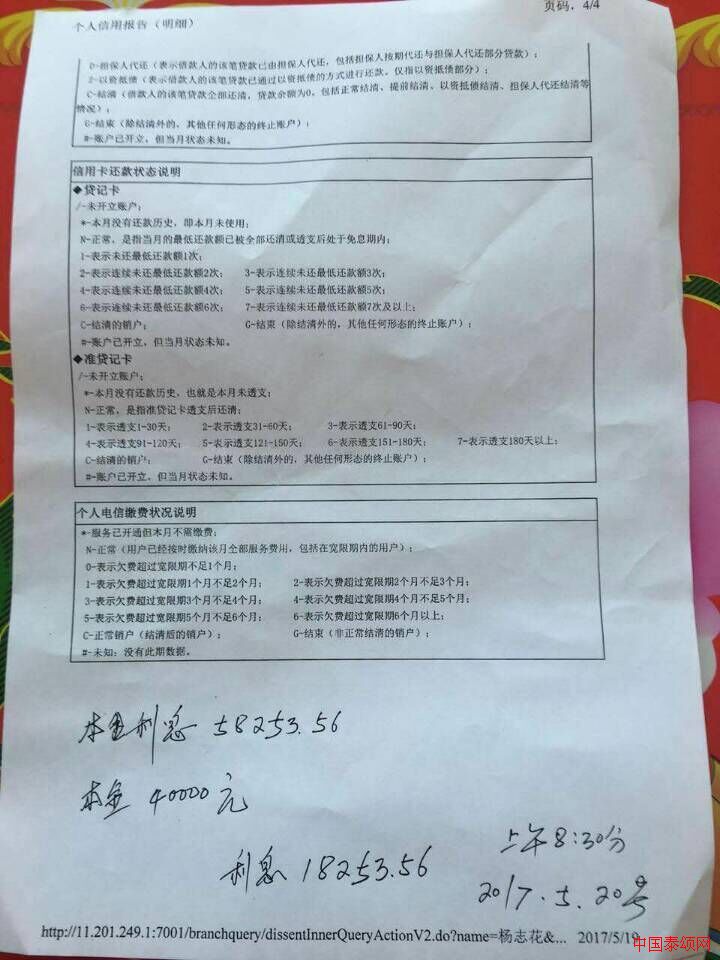 页码，4/4
个人信用报告（明细）
D-担保人代还（表示借款人的该笔贷款已由担保人代还，包括担保人按期代还与担保人代还部分贷款）；
Z-以资抵债（表示借款人的该笔贷款已通过以资抵债的方式进行还款。仅指以资抵债部分）；
C-结清（借款人的该笔贷款全部还清，贷款余额为0。包括正常结清、提前结清、以资抵债结清、担保人代还结清等
情况）；
G-结束（除结清外的，其他任何形态的终止账户）；
#-账户已开立，但当月状态未知。
信用卡还款状态说明
◆贷记卡
/-未开立账户；
*-本月没有还款历史，即本月未使用；
N-正常，是指当月的最低还款额已被全部还清或透支后处于免息期内；
1-表示未还最低还款额1次；
2-表示连续未还最低还款额2次； 3-表示连续未还最低还款额3次；
4-表示连续未还最低还款额4次； 5-表示连续未还最低还款额5次；
6-表示连续未还最低还款额6次； 7-表示连续未还最低还款额7次及以上；
C-结清的销户； G-结束（除结清外的，其他任何形态的终止账户）；
#-账户已开立，但当月状态未知。
◆准贷记卡
/-未开立账户；
*-本月没有还款历史，也就是本月未透支；
N-正常，是指准贷记卡透支后还清；
1-表示透支1-30天； 2-表示透支31-60天； 3-表示透支61-90天；
4-表示透支91-120天； 5-表示透支121-150天； 6-表示透支151-180天； 7-表示透支180天以上；
C-结清的销户； G-结束（除结清外的，其他任何形态的终止账户）；
#-账户已开立，但当月状态未知。
个人电信缴费状况说明
*-服务已开通但本月不需缴费；
N-正常（用户已经按时缴纳该月全部服务费用，包括在宽限期内的用户）；
0-表示欠费超过宽限期不足1个月；
1-表示欠费超过宽限期1个月不足2个月； 2-表示欠费超过宽限期2个月不足3个月；
3-表示欠费超过宽限期3个月不足4个月； 4-表示欠费超过宽限期4个月不足5个月；
5-表示欠费超过宽限期5个月不足6个月； 6-表示欠费超过宽限期6个月以上；
C-正常销户（结清后的销户）； G-结束（非正常结清的销户）；
#-未知：没有此期数据。
本金利息 58253.56
本金 40000元
利息 18253.56
上午8:30分
2017.5.20号
http://11.201.249.1:7001/branchquery/dissentInnerQueryActionV2.do?name=杨志花&... 2017/5/19
中国泰颂网